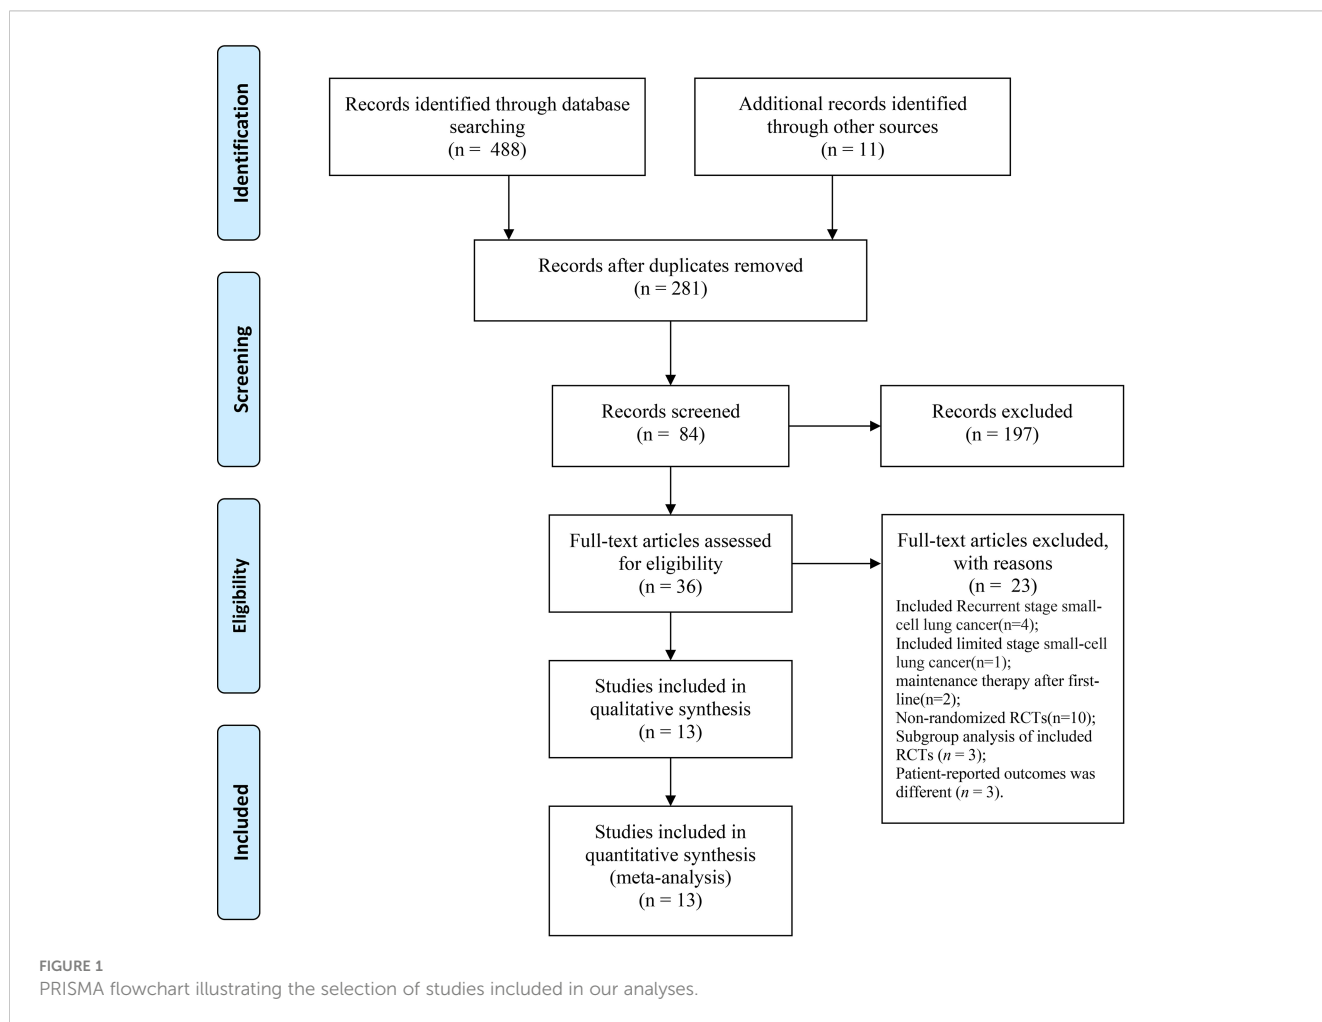 Identification
Records identified through database
searching
(n =  488)
Additional records identified
through other sources
(n = 11)
Records after duplicates removed
(n = 281)
Screening
Records screened
(n =  84)
Records excluded
(n = 197)
Eligibility
Full-text articles assessed
for eligibility
(n = 36)
Full-text articles excluded,
with reasons
(n =  23)
Included Recurrent stage small-
cell lung cancer(n=4);
Included limited stage small-cell
lung cancer(n=1);
maintenance therapy after first-
line(n=2);
Non-randomized RCTs(n=10);
Subgroup analysis of included
RCTs (n = 3);
Patient-reported outcomes was
different (n = 3).
Studies included in
qualitative synthesis
(n = 13)
Included
Studies included in
quantitative synthesis
(meta-analysis)
(n = 13)
FIGURE 1
PRISMA flowchart illustrating the selection of studies included in our analyses.